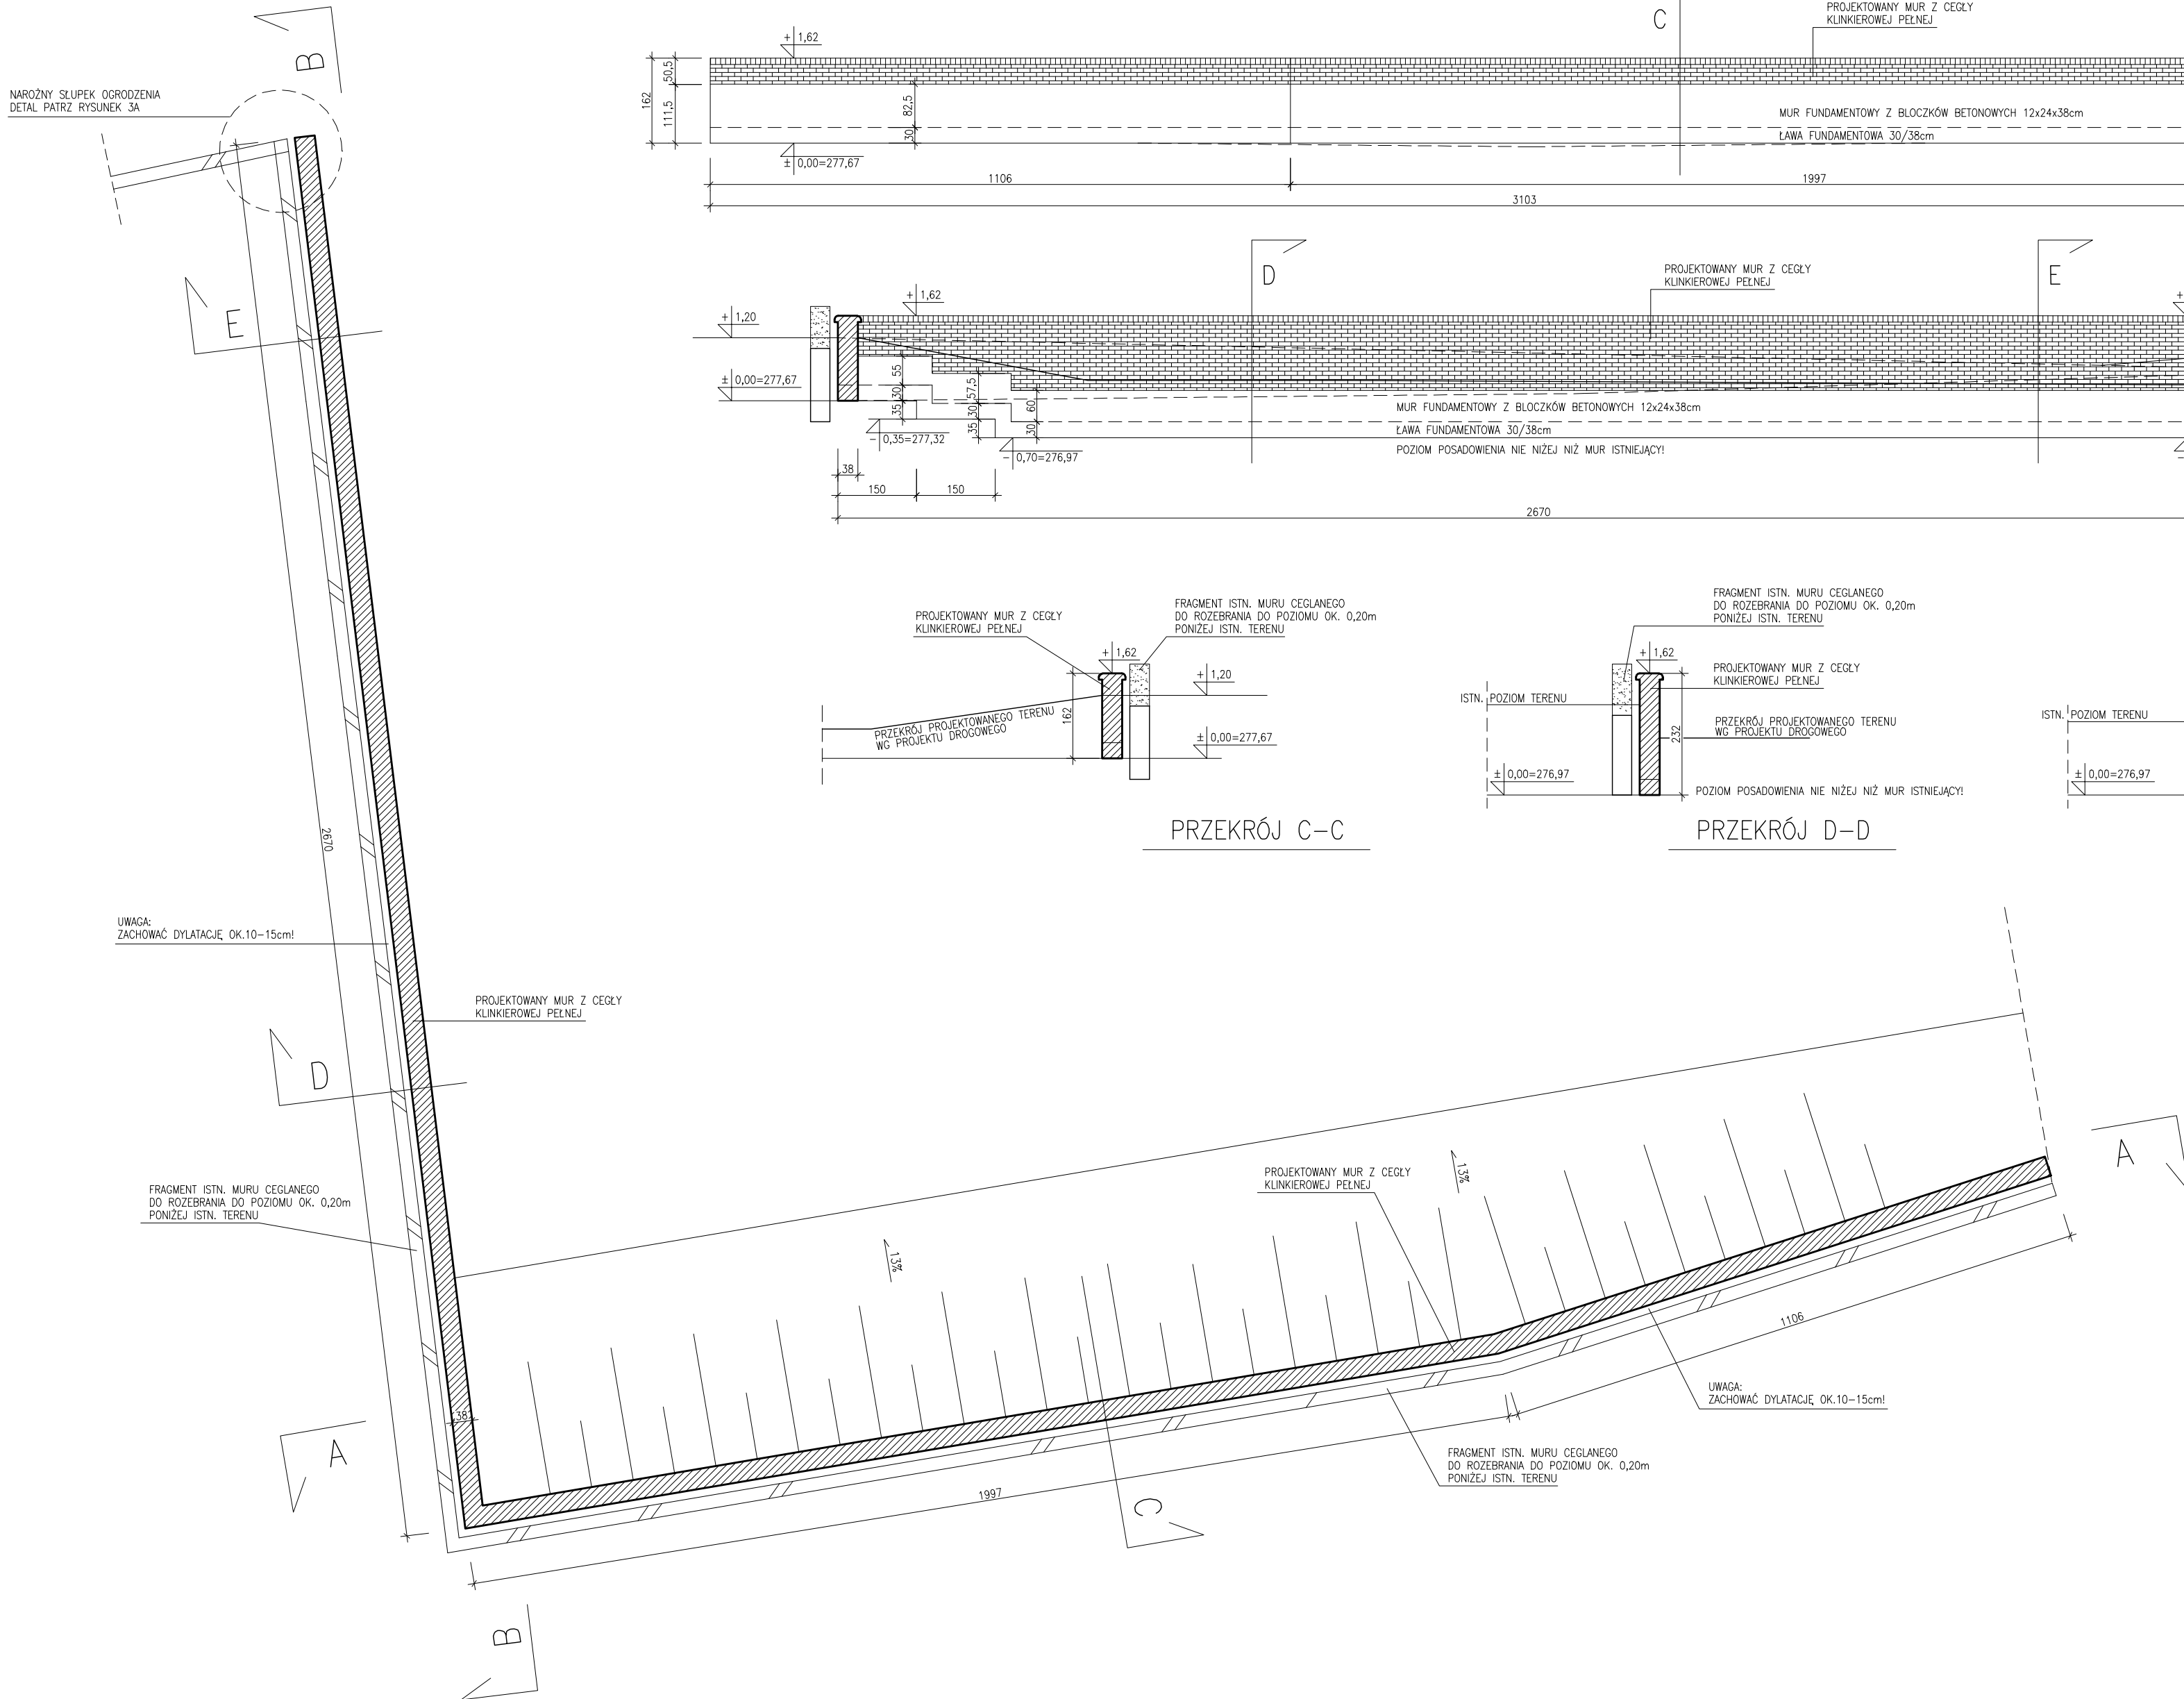 B
NAROŻNY SŁUPEK OGRODZENIA
DETAL PATRZ RYSUNEK 3A
+ 1,62
C
PROJEKTOWANY MUR Z CEGŁY
KLINKIEROWEJ PEŁNEJ
162
50,5
111,5
82,5
30
MUR FUNDAMENTOWY Z BLOCZKÓW BETONOWYCH 12x24x38cm
ŁAWA FUNDAMENTOWA 30/38cm
± 0,00=277,67
1106
1997
3103
E
D
E
PROJEKTOWANY MUR Z CEGŁY
KLINKIEROWEJ PEŁNEJ
+ 1,62
+
+ 1,20
± 0,00=277,67
55
30
35
57,5
30
35
60
30
MUR FUNDAMENTOWY Z BLOCZKÓW BETONOWYCH 12x24x38cm
ŁAWA FUNDAMENTOWA 30/38cm
POZIOM POSADOWIENIA NIE NIŻEJ NIŻ MUR ISTNIEJĄCY!
- 0,35=277,32
- 0,70=276,97
-
38
150
150
2670
PROJEKTOWANY MUR Z CEGŁY
KLINKIEROWEJ PEŁNEJ
FRAGMENT ISTN. MURU CEGLANEGO
DO ROZEBRANIA DO POZIOMU OK. 0,20m
PONIŻEJ ISTN. TERENU
+ 1,62
+ 1,20
162
PRZEKRÓJ PROJEKTOWANEGO TERENU
WG PROJEKTU DROGOWEGO
± 0,00=277,67
PRZEKRÓJ C-C
FRAGMENT ISTN. MURU CEGLANEGO
DO ROZEBRANIA DO POZIOMU OK. 0,20m
PONIŻEJ ISTN. TERENU
+ 1,62
PROJEKTOWANY MUR Z CEGŁY
KLINKIEROWEJ PEŁNEJ
ISTN. POZIOM TERENU
232
PRZEKRÓJ PROJEKTOWANEGO TERENU
WG PROJEKTU DROGOWEGO
± 0,00=276,97
POZIOM POSADOWIENIA NIE NIŻEJ NIŻ MUR ISTNIEJĄCY!
PRZEKRÓJ D-D
ISTN. POZIOM TERENU
± 0,00=276,97
2670
UWAGA:
ZACHOWAĆ DYLATACJĘ OK.10-15cm!
PROJEKTOWANY MUR Z CEGŁY
KLINKIEROWEJ PEŁNEJ
D
FRAGMENT ISTN. MURU CEGLANEGO
DO ROZEBRANIA DO POZIOMU OK. 0,20m
PONIŻEJ ISTN. TERENU
PROJEKTOWANY MUR Z CEGŁY
KLINKIEROWEJ PEŁNEJ
13%
13%
A
1106
UWAGA:
ZACHOWAĆ DYLATACJĘ OK.10-15cm!
38
A
FRAGMENT ISTN. MURU CEGLANEGO
DO ROZEBRANIA DO POZIOMU OK. 0,20m
PONIŻEJ ISTN. TERENU
1997
C
B